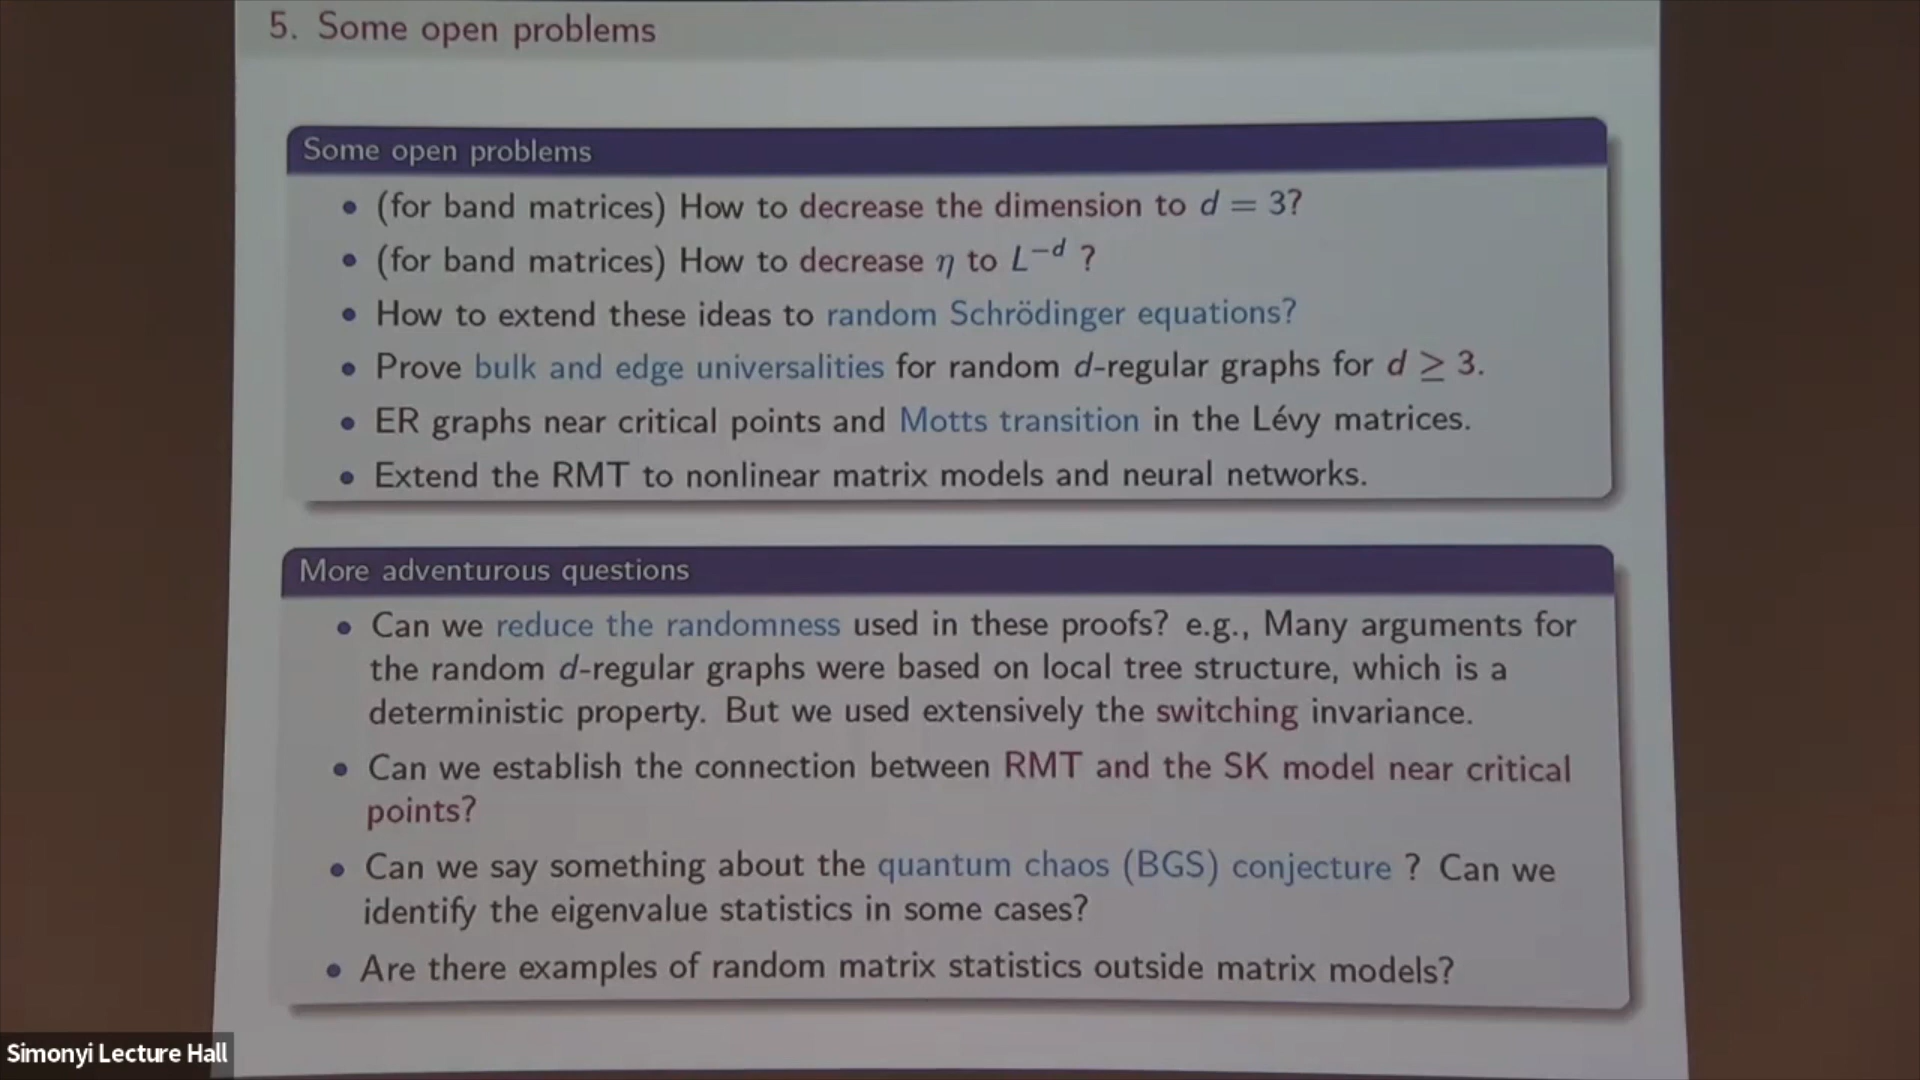 5. Some open problems
Some open problems
• (for band matrices) How to decrease the dimension to d = 3?
• (for band matrices) How to decrease η to L⁻ᵈ ?
• How to extend these ideas to random Schrödinger equations?
• Prove bulk and edge universalities for random d-regular graphs for d ≥ 3.
• ER graphs near critical points and Motts transition in the Lévy matrices.
• Extend the RMT to nonlinear matrix models and neural networks.
More adventurous questions
• Can we reduce the randomness used in these proofs? e.g., Many arguments for
the random d-regular graphs were based on local tree structure, which is a
deterministic property. But we used extensively the switching invariance.
• Can we establish the connection between RMT and the SK model near critical
points?
• Can we say something about the quantum chaos (BGS) conjecture ? Can we
identify the eigenvalue statistics in some cases?
• Are there examples of random matrix statistics outside matrix models?
Simonyi Lecture Hall